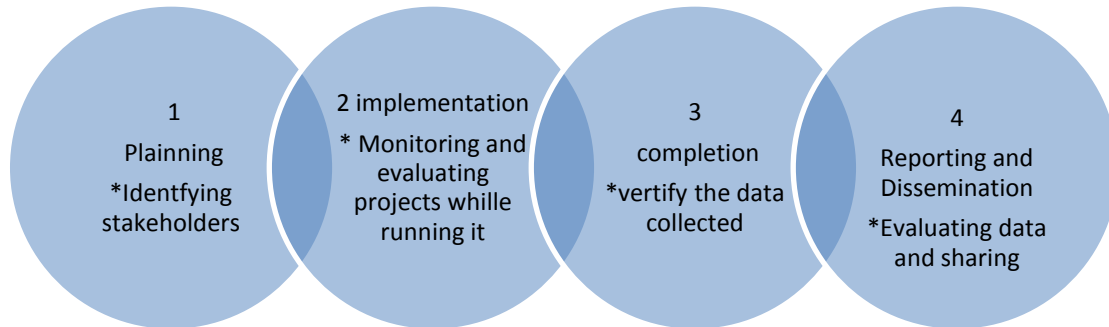 1
Plainning
*Identfying
stakeholders
2 implementation
* Monitoring and
evaluating
projects whille
running it
3
completion
*vertify the data
collected
4
Reporting and
Dissemination
*Evaluating data
and sharing